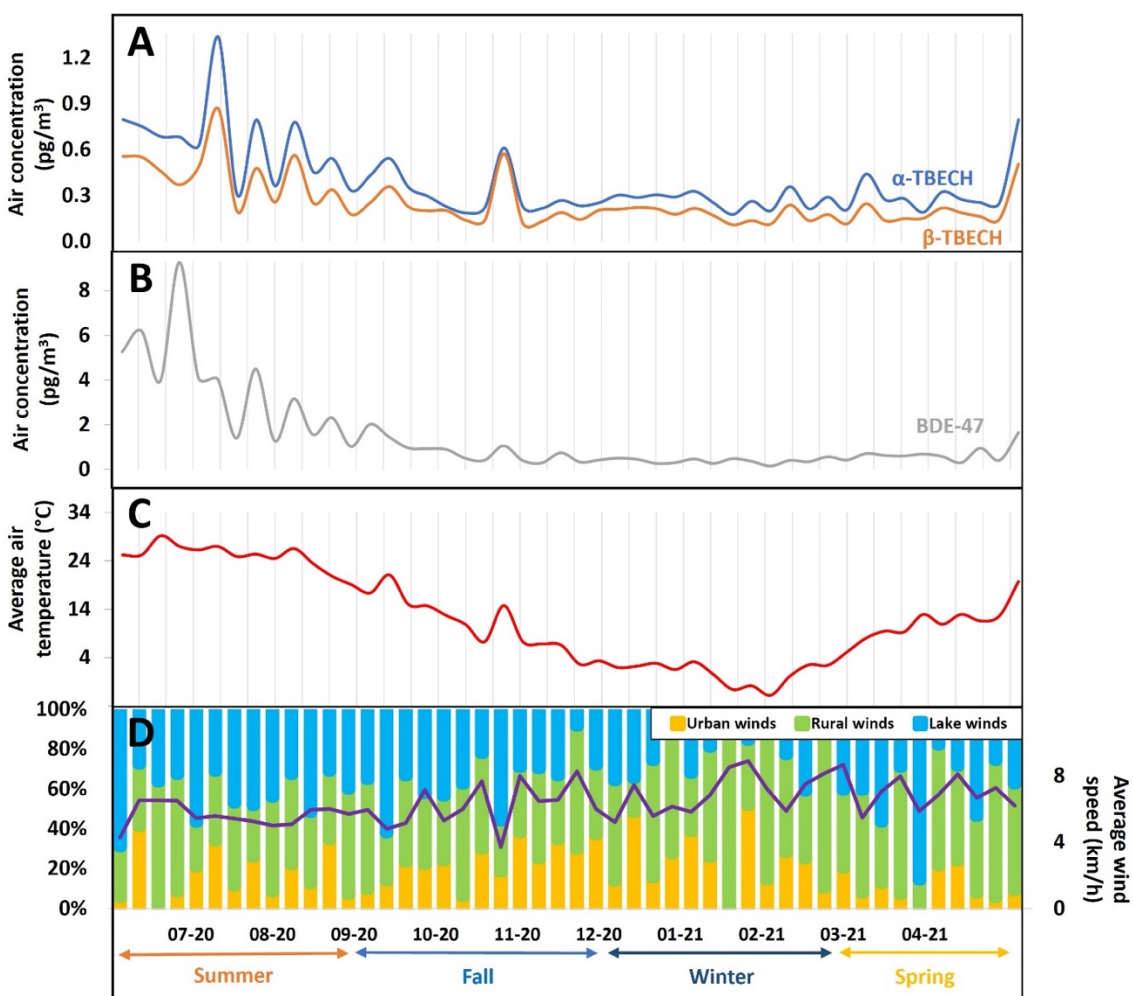 A
Air concentration
(pg/m³)
1.2
0.9
0.6
0.3
0.0
α-TBECH
β-TBECH
B
Air concentration
(pg/m³)
8
6
4
2
0
BDE-47
C
Average air
temperature (°C)
34
24
14
4
D
100%
80%
60%
40%
20%
0%
Urban winds Rural winds Lake winds
8
4
0
Average wind
speed (km/h)
07-20 08-20 09-20 10-20 11-20 12-20 01-21 02-21 03-21 04-21
Summer Fall Winter Spring